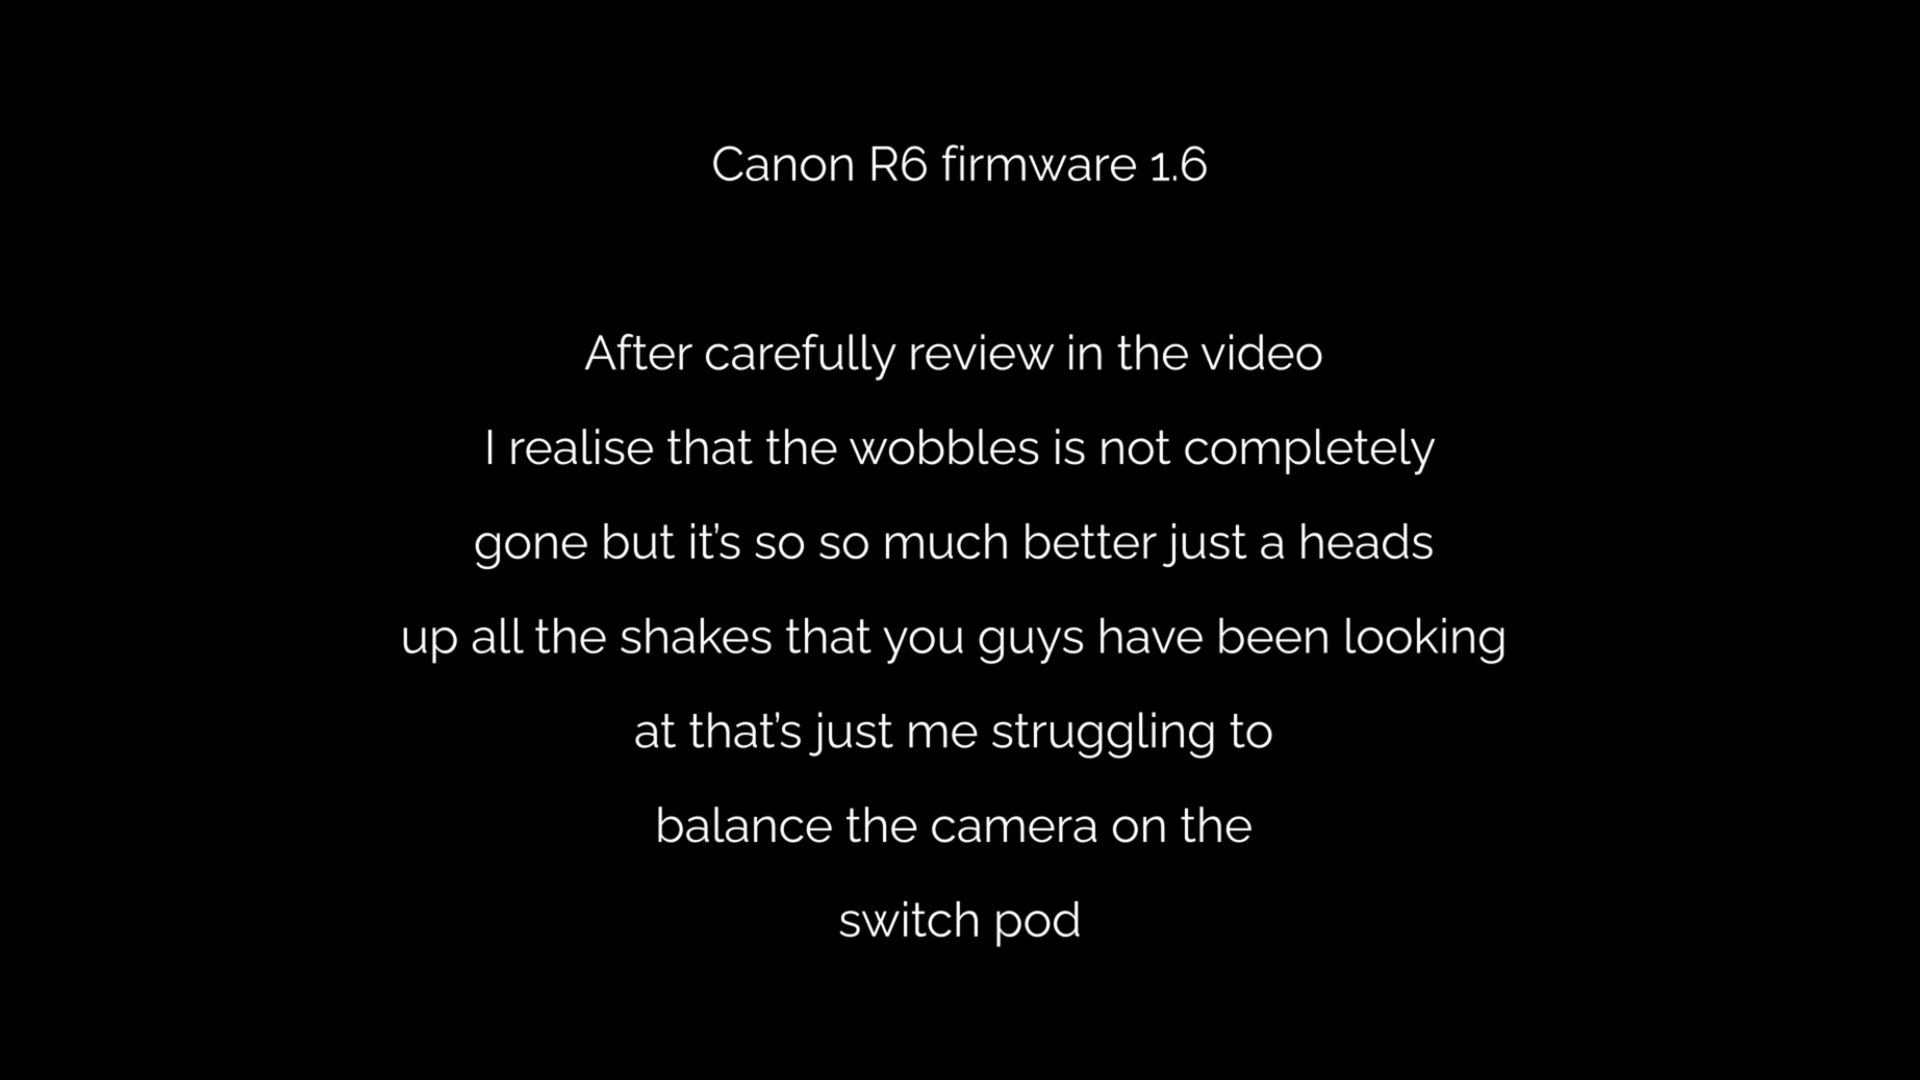 Canon R6 firmware 1.6
After carefully review in the video
I realise that the wobbles is not completely
gone but it’s so so much better just a heads
up all the shakes that you guys have been looking
at that’s just me struggling to
balance the camera on the
switch pod